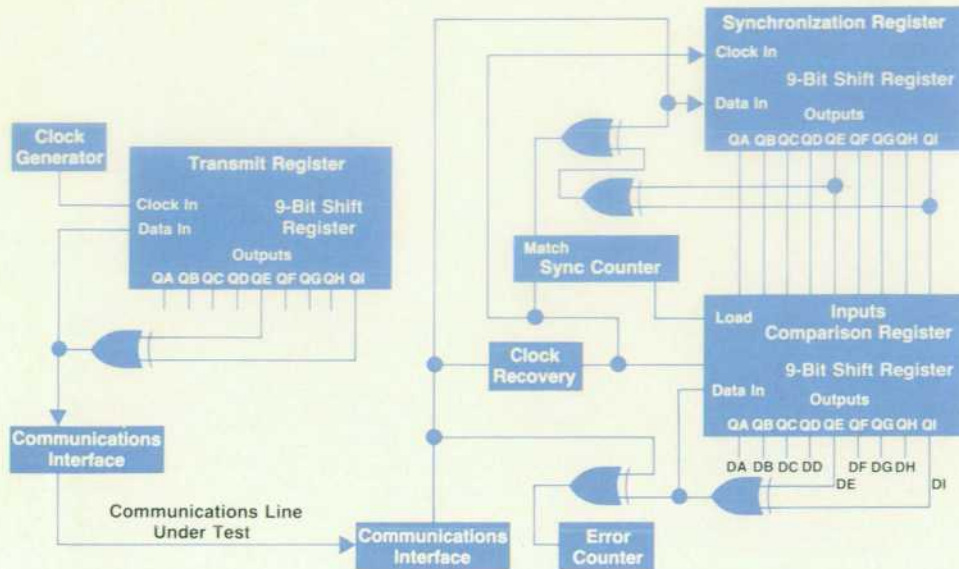 Clock
Generator
Transmit Register
Clock In
Data In
9-Bit Shift
Register
Outputs
QA QB QC QD QE QF QG QH QI
Communications
Interface
Communications Line
Under Test
Communications
Interface
Synchronization Register
Clock In
9-Bit Shift Register
Data In
Outputs
QA QB QC QD QE QF QG QH QI
Match
Sync Counter
Clock
Recovery
Load
Inputs
Comparison Register
9-Bit Shift Register
Data In
Outputs
QA QB QC QD QE QF QG QH QI
DA DB DC DD DE DF DG DH DI
Error
Counter